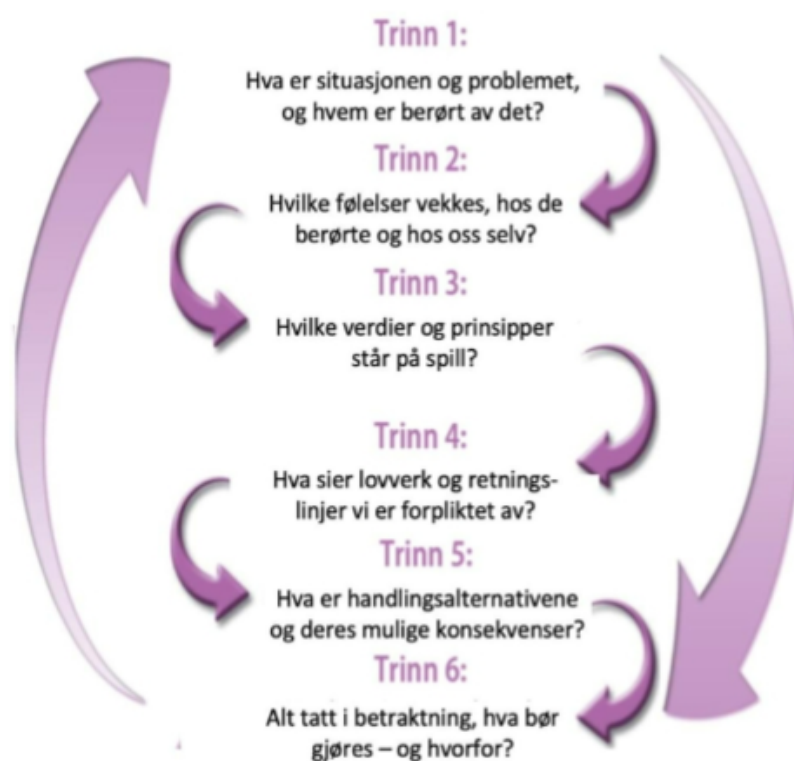 Trinn 1:
Hva er situasjonen og problemet,
og hvem er berørt av det?
Trinn 2:
Hvilke følelser vekkes, hos de
berørte og hos oss selv?
Trinn 3:
Hvilke verdier og prinsipper
står på spill?
Trinn 4:
Hva sier lovverk og retnings-
linjer vi er forpliktet av?
Trinn 5:
Hva er handlingsalternativene
og deres mulige konsekvenser?
Trinn 6:
Alt tatt i betraktning, hva bør
gjøres – og hvorfor?